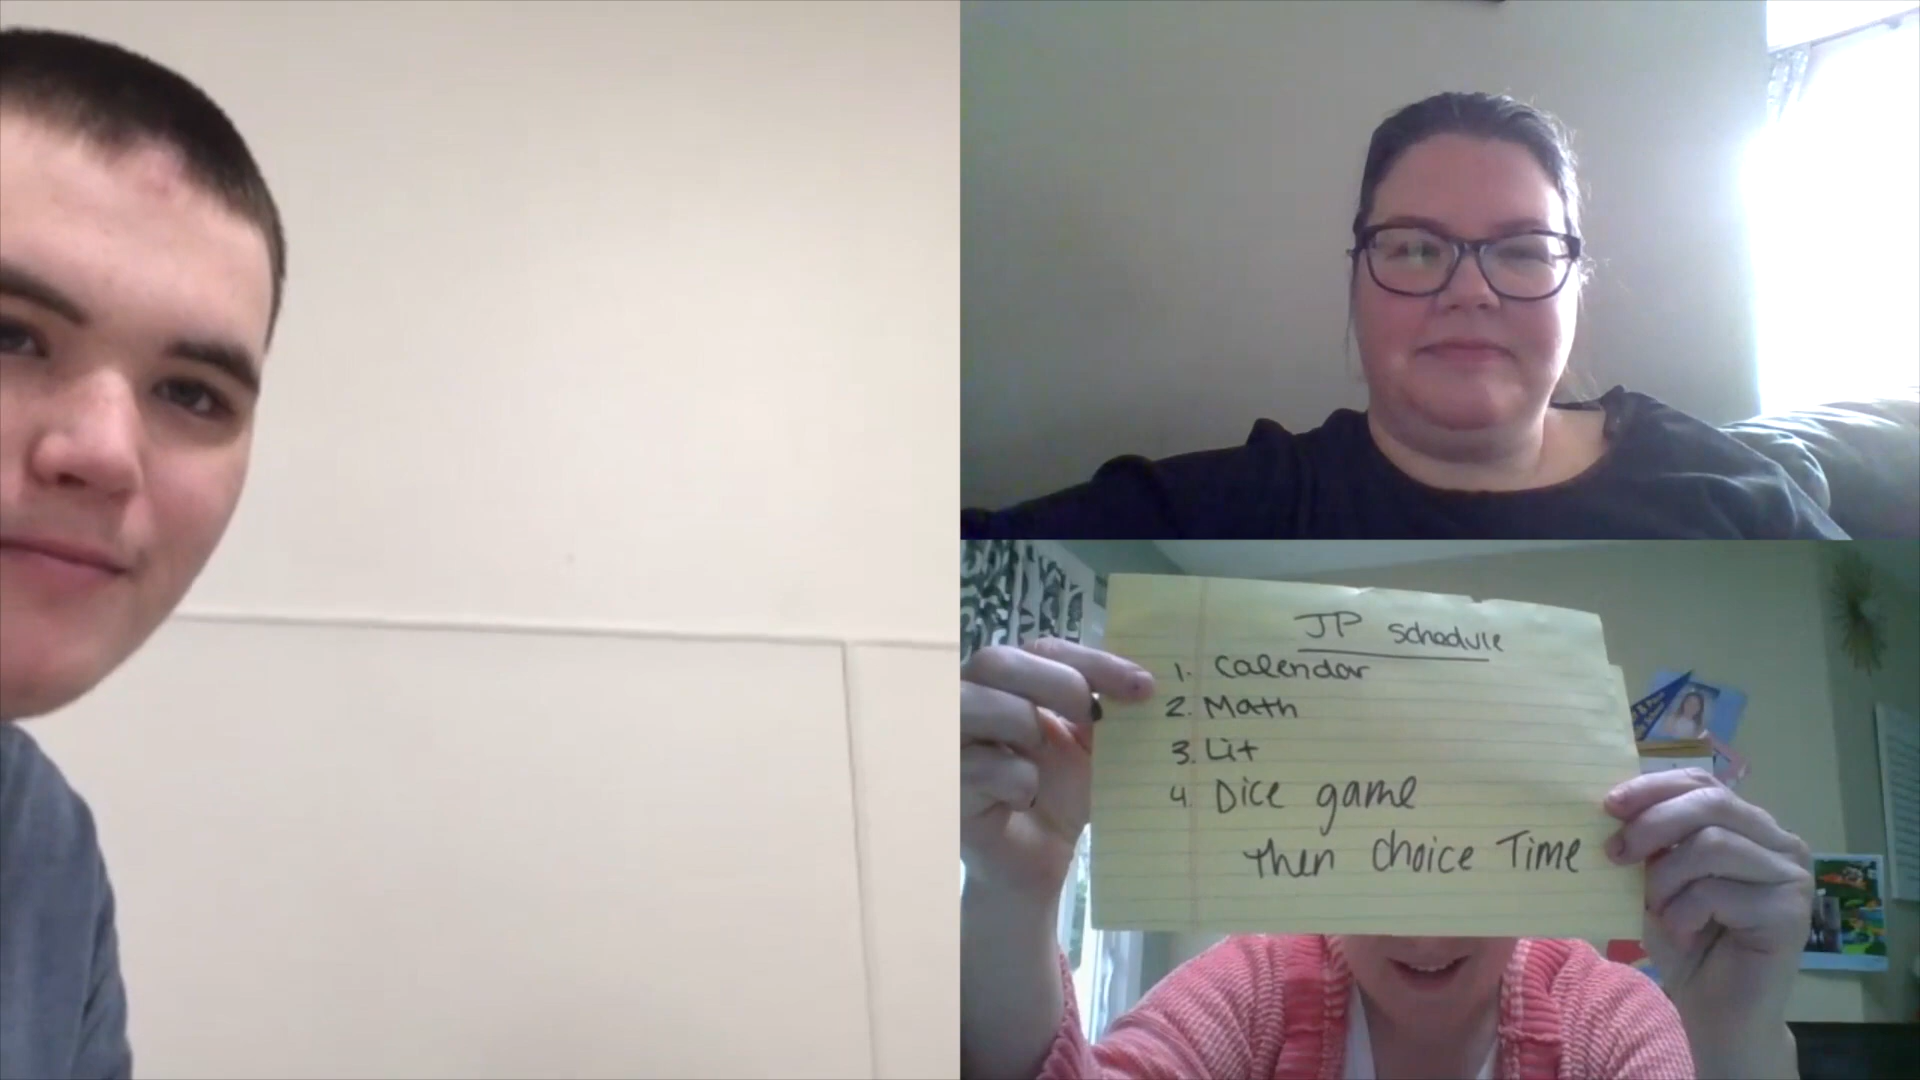 JP Schedule
1. Calendar
2. Math
3. Lit
4. Dice game
then choice Time